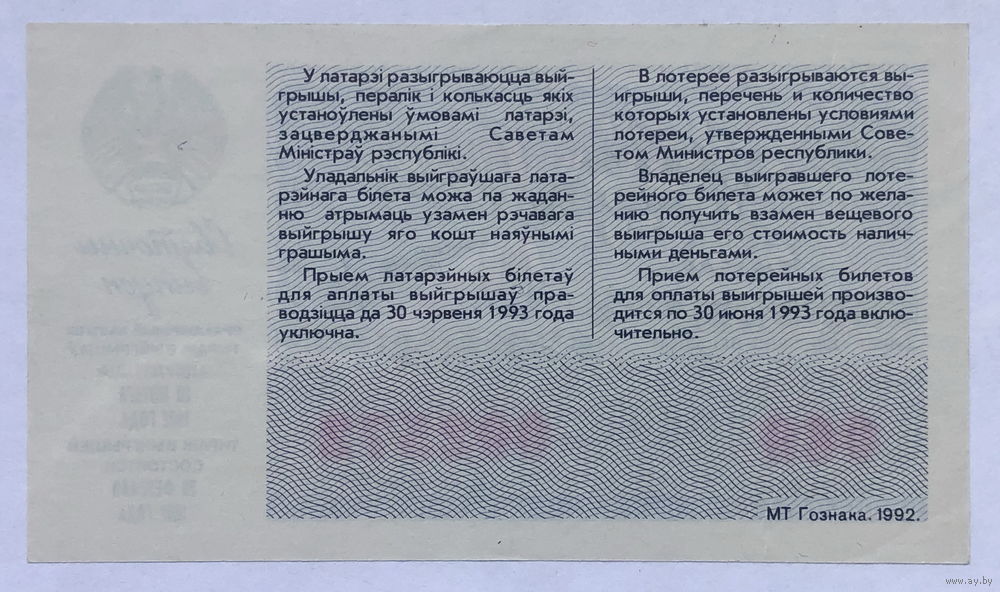 У латарэі разыгрываюцца вый-
грышы, пералік і колькасць якіх
устаноўлены ўмовамі латарэі,
зацверджанымі Саветам
Міністраў рэспублікі.
Уладальнік выйграўшага лата-
рэйнага білета можа па жадан-
ню атрымаць узамен рэчавага
выйгрышу яго кошт наяўнымі
грашыма.
Прыем латарэйных білетаў
для аплаты выйгрышаў пра-
водзіцца да 30 чэрвеня 1993 года
уключна.
В лотерее разыгрываются вы-
игрыши, перечень и количество
которых установлены условиями
лотереи, утвержденными Сове-
том Министров республики.
Владелец выигравшего лоте-
рейного билета может по жела-
нию получить взамен вещевого
выигрыша его стоимость налич-
ными деньгами.
Прием лотерейных билетов
для оплаты выигрышей произво-
дится по 30 июня 1993 года вклю-
чительно.
МТ Гознака. 1992.
www.ay.by